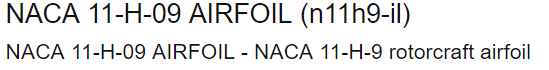 NACA 11-H-09 AIRFOIL (n11h9-il)
NACA 11-H-09 AIRFOIL - NACA 11-H-9 rotorcraft airfoil